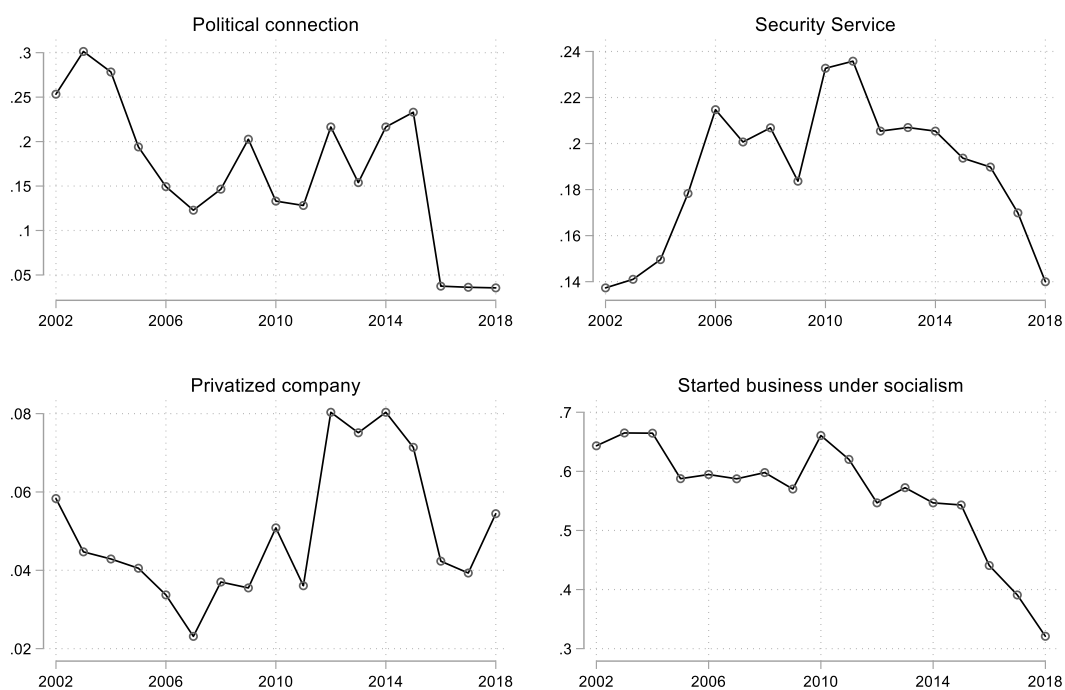 Political connection
.3
.25
.2
.15
.1
.05
2002 2006 2010 2014 2018
Security Service
.24
.22
.2
.18
.16
.14
2002 2006 2010 2014 2018
Privatized company
.08
.06
.04
.02
2002 2006 2010 2014 2018
Started business under socialism
.7
.6
.5
.4
.3
2002 2006 2010 2014 2018